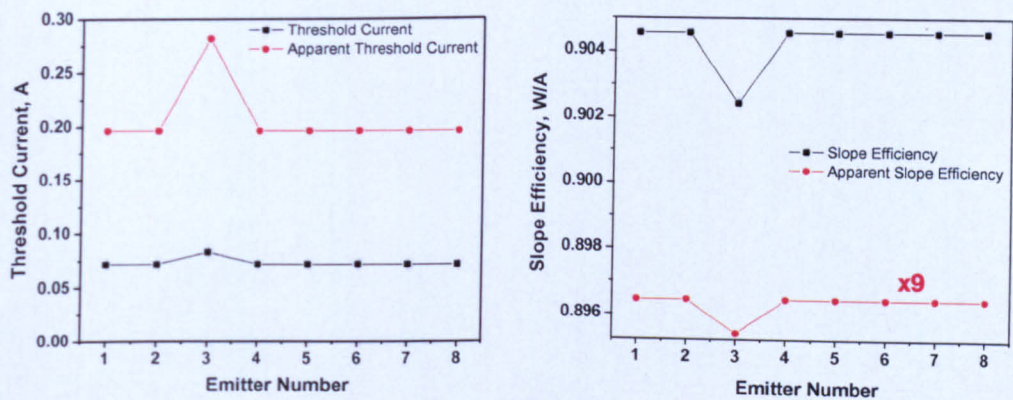 0.30
0.25
0.20
0.15
0.10
0.05
0.00
Threshold Current, A
Threshold Current
Apparent Threshold Current
1 2 3 4 5 6 7 8
Emitter Number
0.904
0.902
0.900
0.898
0.896
Slope Efficiency, W/A
Slope Efficiency
Apparent Slope Efficiency
x9
1 2 3 4 5 6 7 8
Emitter Number